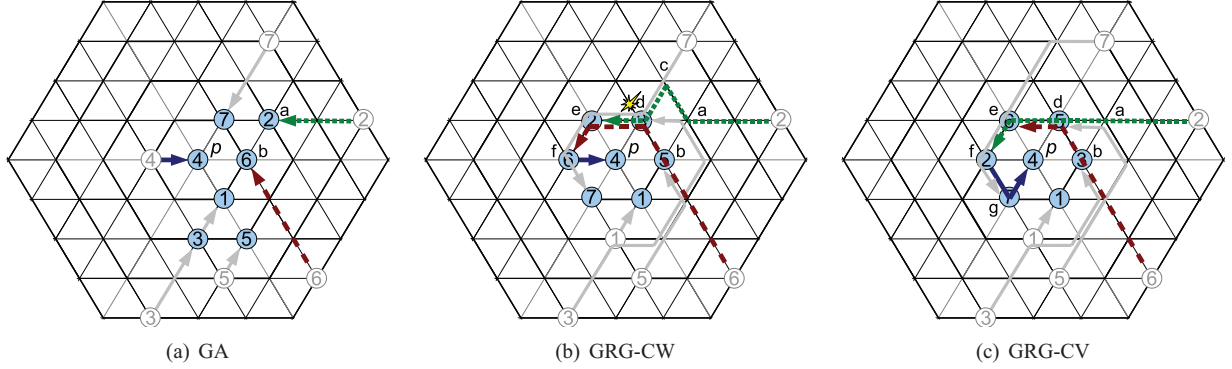 7 7 7
c
7 2 a 2 e 2 d a 2 e d 5 a 2
4 4 p 6 b f 6 4 p 5 b f 2 4 p 3 b
1 7 1 g 1
3 5 1 1
3 5 6 5 6 3 5 6
(a) GA (b) GRG-CW (c) GRG-CV